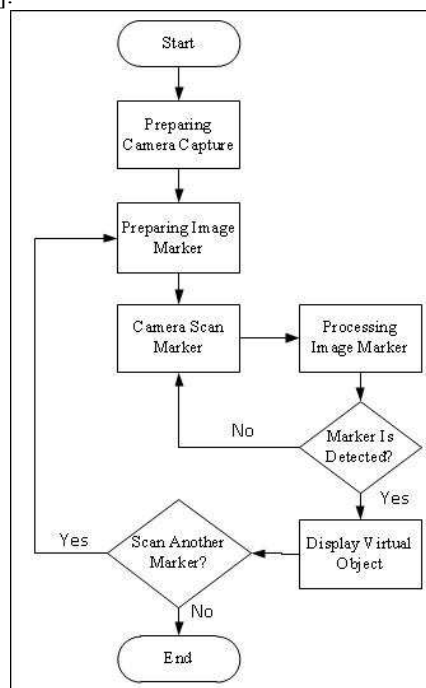 ].
Start
Preparing
Camera Capture
Preparing Image
Marker
Camera Scan
Marker
Processing
Image Marker
Marker Is
Detected?
No
Yes
Display Virtual
Object
Scan Another
Marker?
Yes
No
End